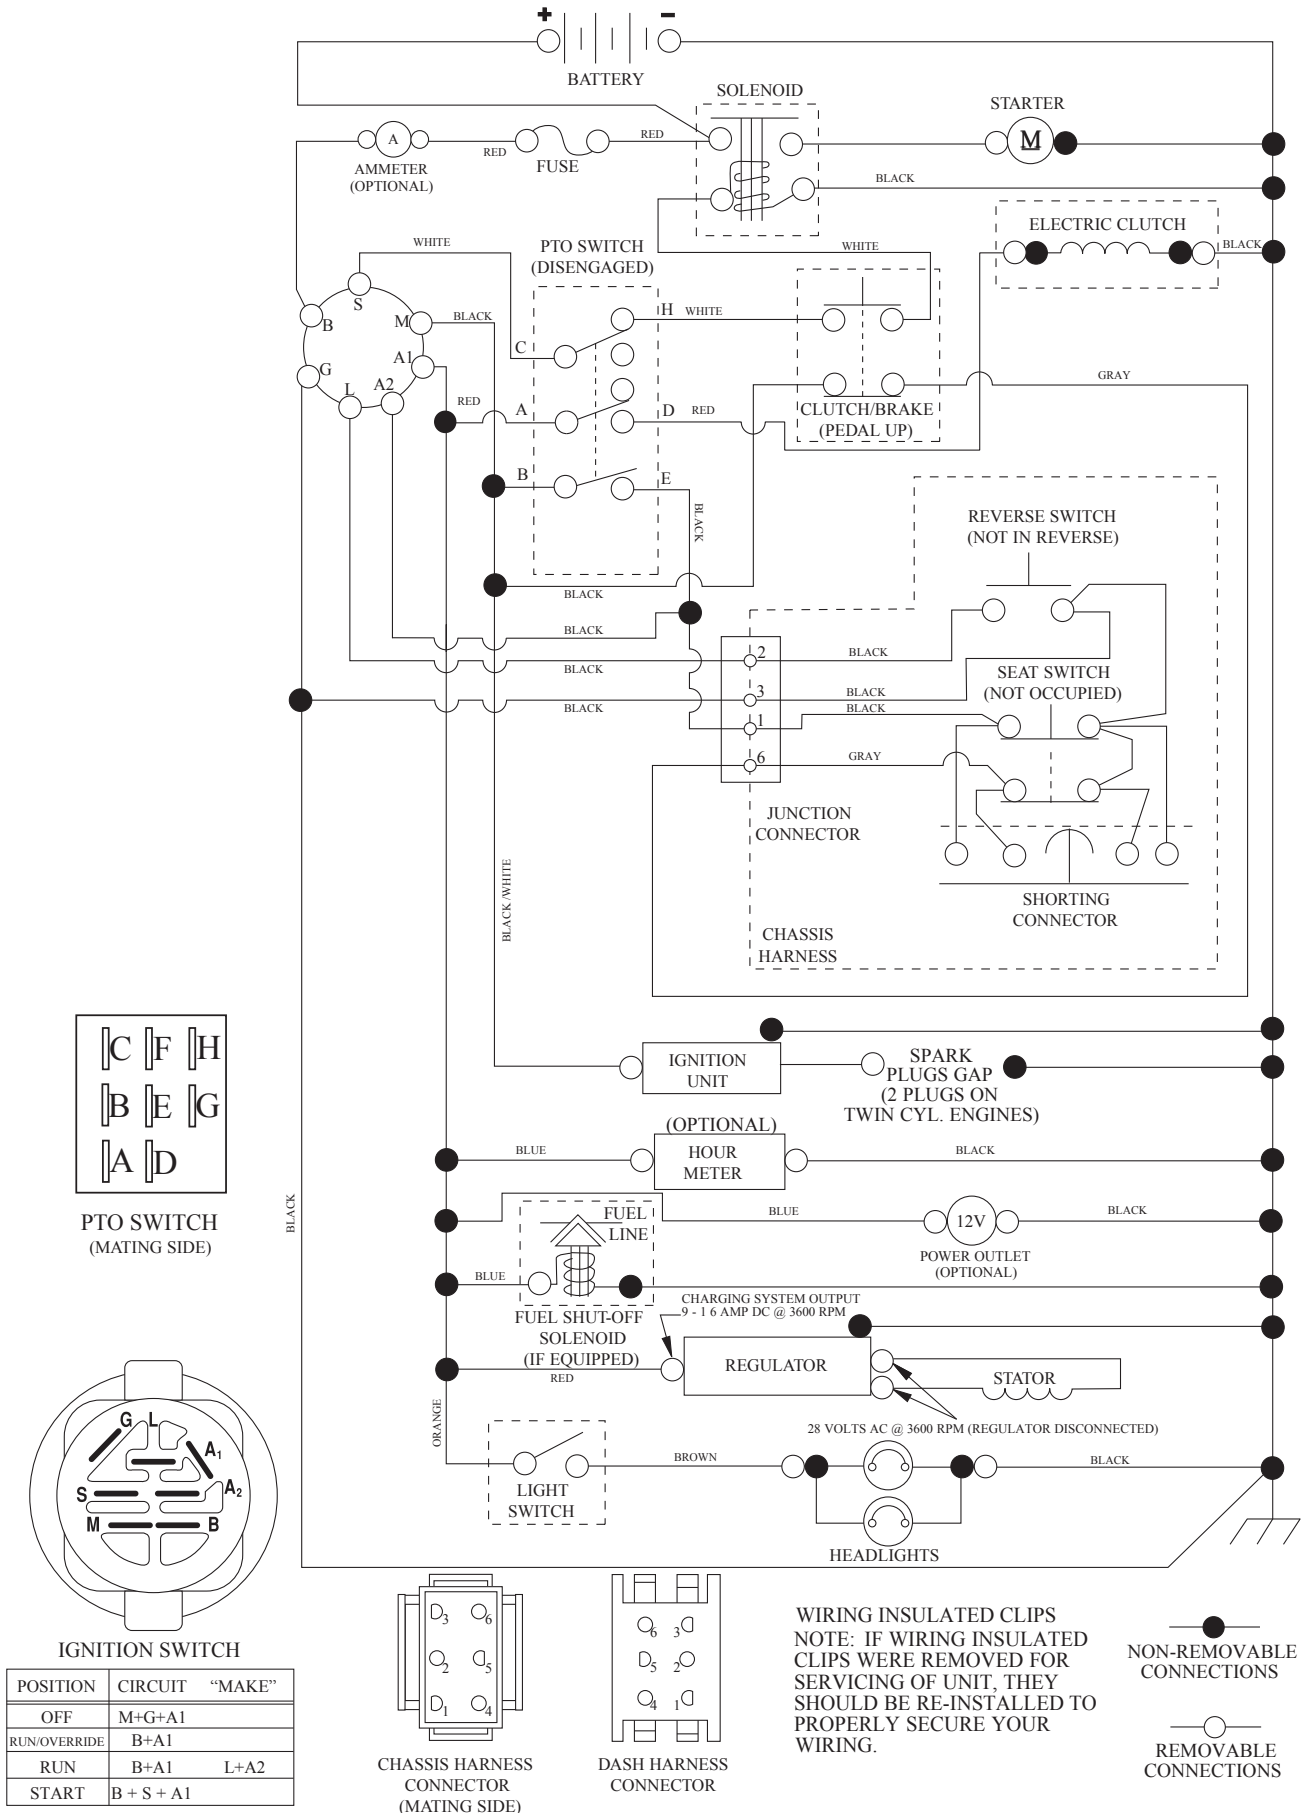 + −
BATTERY
SOLENOID
STARTER
M
A
RED
FUSE
RED
AMMETER
(OPTIONAL)
BLACK
ELECTRIC CLUTCH
BLACK
WHITE
PTO SWITCH
(DISENGAGED)
WHITE
S
B
M
BLACK
H
WHITE
C
G
A1
L
A2
RED
A
D
RED
GRAY
CLUTCH/BRAKE
(PEDAL UP)
B
E
BLACK
REVERSE SWITCH
(NOT IN REVERSE)
BLACK
BLACK
2
BLACK
BLACK
SEAT SWITCH
(NOT OCCUPIED)
3
BLACK
BLACK
BLACK
1
6
GRAY
JUNCTION
CONNECTOR
BLACK /WHITE
SHORTING
CONNECTOR
CHASSIS
HARNESS
C F H
B E G
A D
PTO SWITCH
(MATING SIDE)
IGNITION
UNIT
SPARK
PLUGS GAP
(2 PLUGS ON
TWIN CYL. ENGINES)
(OPTIONAL)
BLUE
HOUR
METER
BLACK
BLACK
FUEL
LINE
BLUE
12V
BLACK
POWER OUTLET
(OPTIONAL)
BLUE
CHARGING SYSTEM OUTPUT
9 - 1 6 AMP DC @ 3600 RPM
FUEL SHUT-OFF
SOLENOID
(IF EQUIPPED)
RED
REGULATOR
STATOR
ORANGE
28 VOLTS AC @ 3600 RPM (REGULATOR DISCONNECTED)
BROWN
BLACK
LIGHT
SWITCH
HEADLIGHTS
G L
A1
S A2
M B
IGNITION SWITCH
POSITION CIRCUIT “MAKE”
OFF M+G+A1
RUN/OVERRIDE B+A1
RUN B+A1 L+A2
START B + S + A1
3 6
2 5
1 4
CHASSIS HARNESS
CONNECTOR
(MATING SIDE)
6 3
5 2
4 1
DASH HARNESS
CONNECTOR
WIRING INSULATED CLIPS
NOTE: IF WIRING INSULATED
CLIPS WERE REMOVED FOR
SERVICING OF UNIT, THEY
SHOULD BE RE-INSTALLED TO
PROPERLY SECURE YOUR
WIRING.
NON-REMOVABLE
CONNECTIONS
REMOVABLE
CONNECTIONS